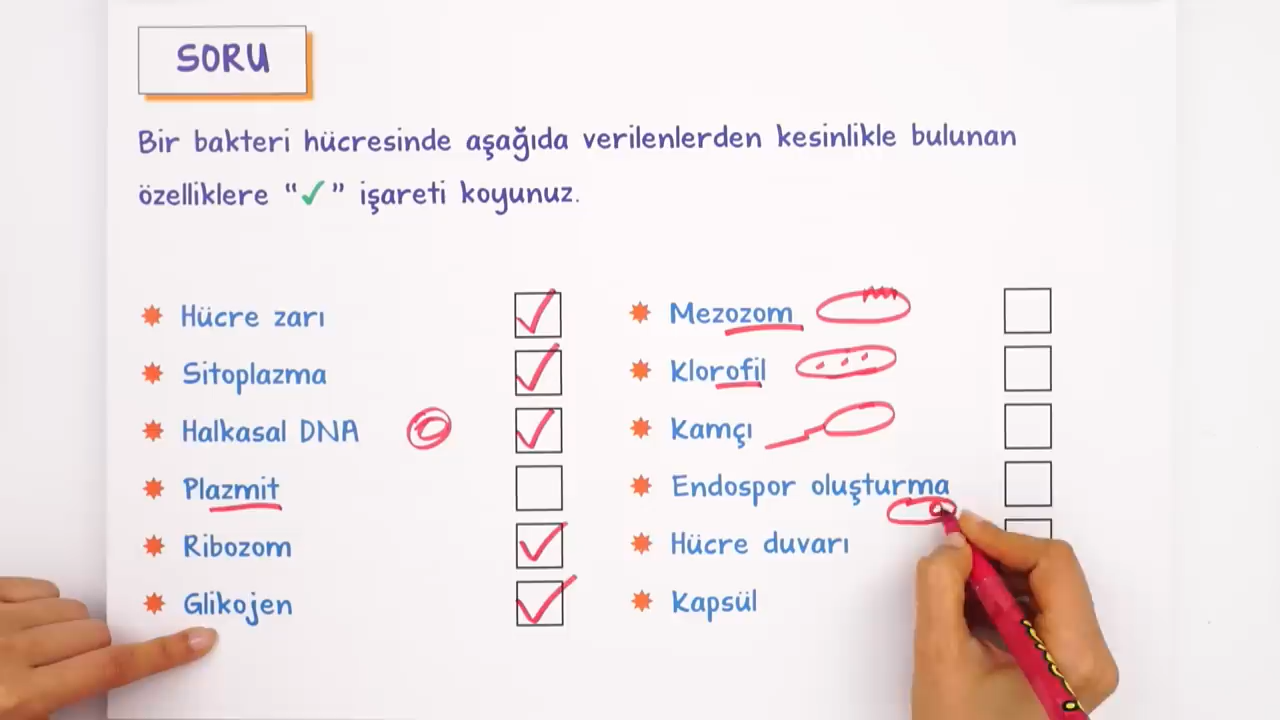 SORU
Bir bakteri hücresinde aşağıda verilenlerden kesinlikle bulunan
özelliklere “✓” işareti koyunuz.
Hücre zarı
Sitoplazma
Halkasal DNA
Plazmit
Ribozom
Glikojen
Mezozom
Klorofil
Kamçı
Endospor oluşturma
Hücre duvarı
Kapsül